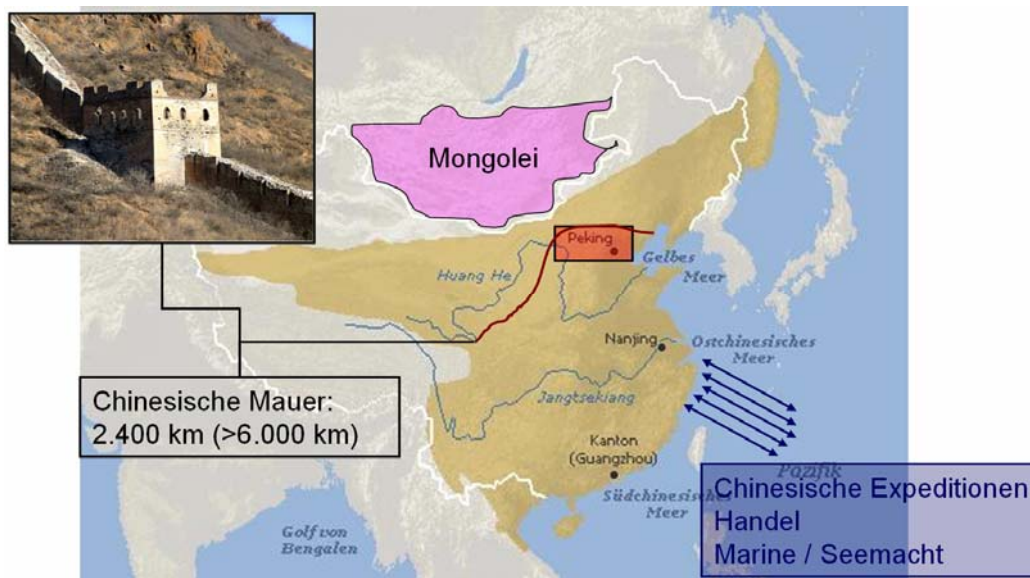 Mongolei
Peking
Huang He
Gelbes
Meer
Nanjing
Ostchinesisches
Meer
Chinesische Mauer:
2.400 km (>6.000 km)
Jangtsekiang
Kanton
(Guangzhou)
Pazifik
Südchinesisches
Meer
Chinesische Expeditionen
Handel
Marine / Seemacht
Golf von
Bengalen